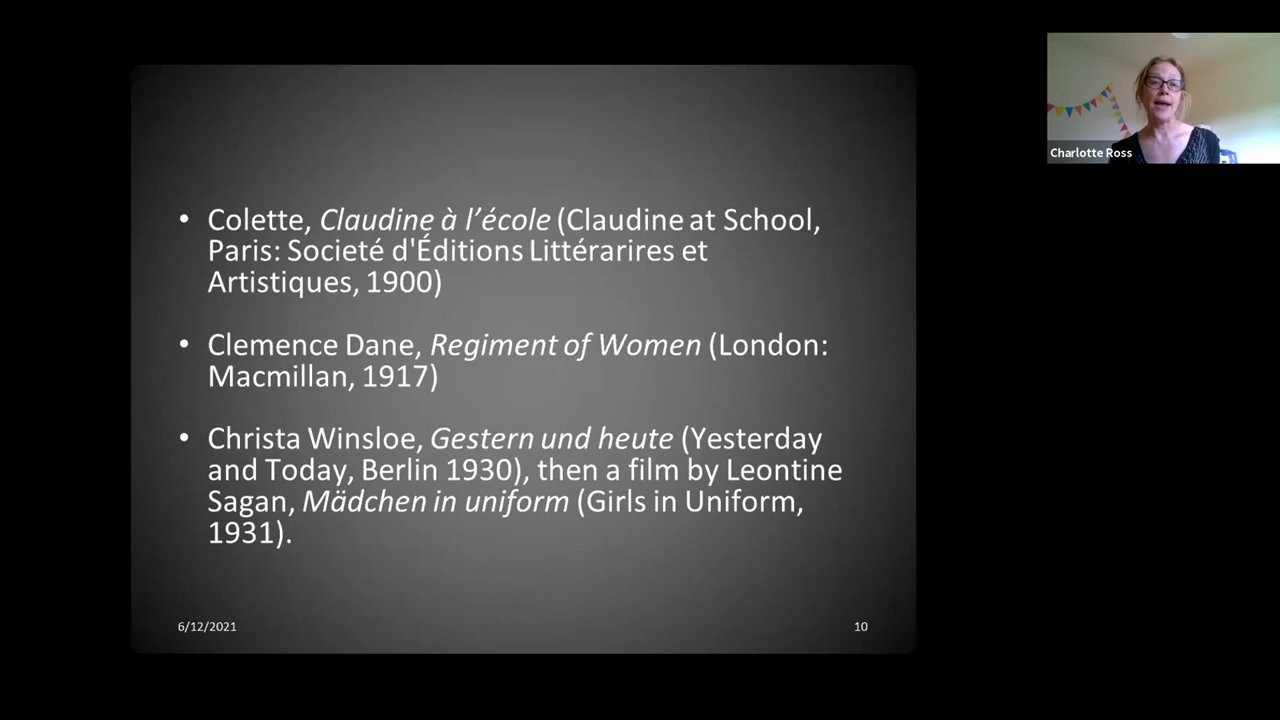 • Colette, Claudine à l’école (Claudine at School,
Paris: Societé d'Éditions Littérarires et
Artistiques, 1900)
• Clemence Dane, Regiment of Women (London:
Macmillan, 1917)
• Christa Winsloe, Gestern und heute (Yesterday
and Today, Berlin 1930), then a film by Leontine
Sagan, Mädchen in uniform (Girls in Uniform,
1931).
6/12/2021
10
Charlotte Ross